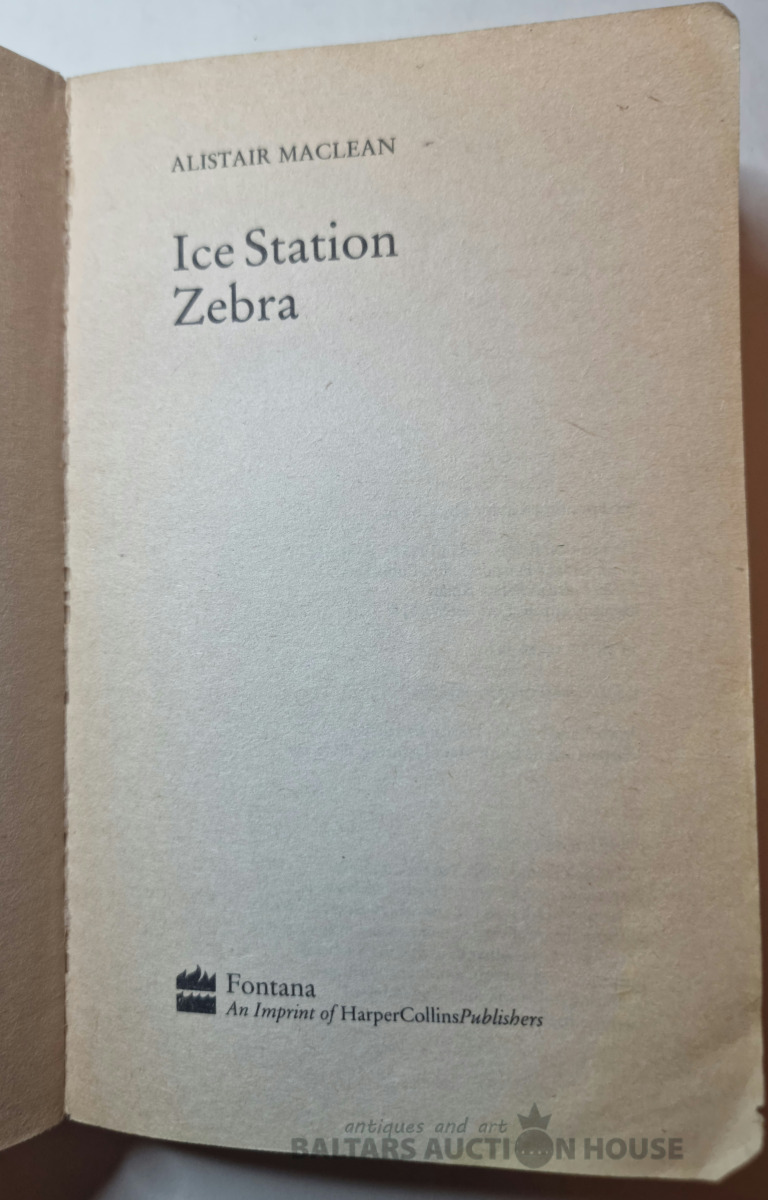 ALISTAIR MACLEAN
Ice Station
Zebra
Fontana
An Imprint of HarperCollinsPublishers
antiques and art
BALTARS AUCTION HOUSE